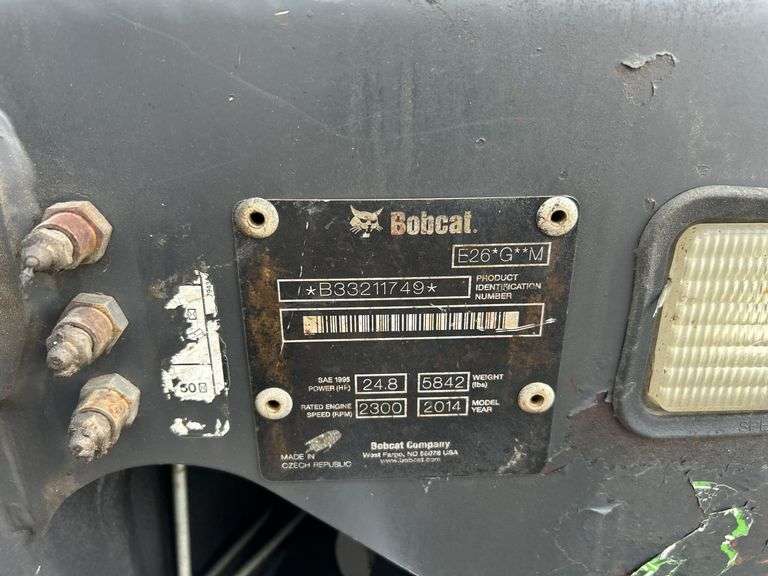 Bobcat.
E26*G**M
*B33211749*
PRODUCT IDENTIFICATION NUMBER
SAE 1995 POWER (HP) 24.8 5842 WEIGHT (lbs)
RATED ENGINE SPEED (RPM) 2300 2014 MODEL YEAR
MADE IN CZECH REPUBLIC
Bobcat Company
West Fargo, ND 58078 USA
www.bobcat.com
50